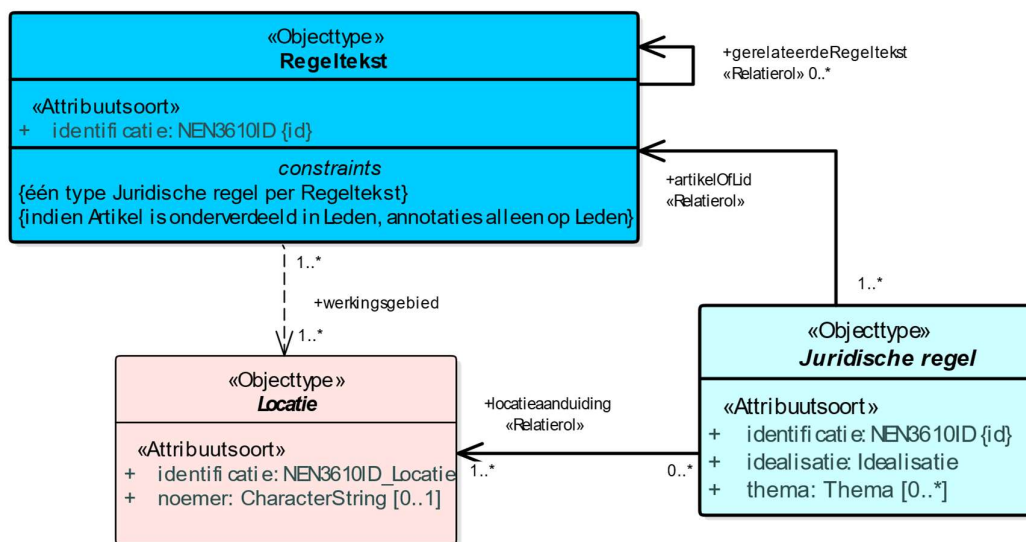 «Objecttype»
Regeltekst
«Attribuutsoort»
+ identificatie: NEN3610ID {id}
constraints
{één type Juridische regel per Regeltekst}
{indien Artikel is onderverdeeld in Leden, annotaties alleen op Leden}
+gerelateerdeRegeltekst
«Relatierol» 0..*
+artikelOfLid
«Relatierol»
1..*
1..*
+werkingsgebied
1..*
«Objecttype»
Locatie
«Attribuutsoort»
+ identificatie: NEN3610ID_Locatie
+ noemer: CharacterString [0..1]
+locatieaanduiding
«Relatierol»
1..*
0..*
«Objecttype»
Juridische regel
«Attribuutsoort»
+ identificatie: NEN3610ID {id}
+ idealisatie: Idealisatie
+ thema: Thema [0..*]